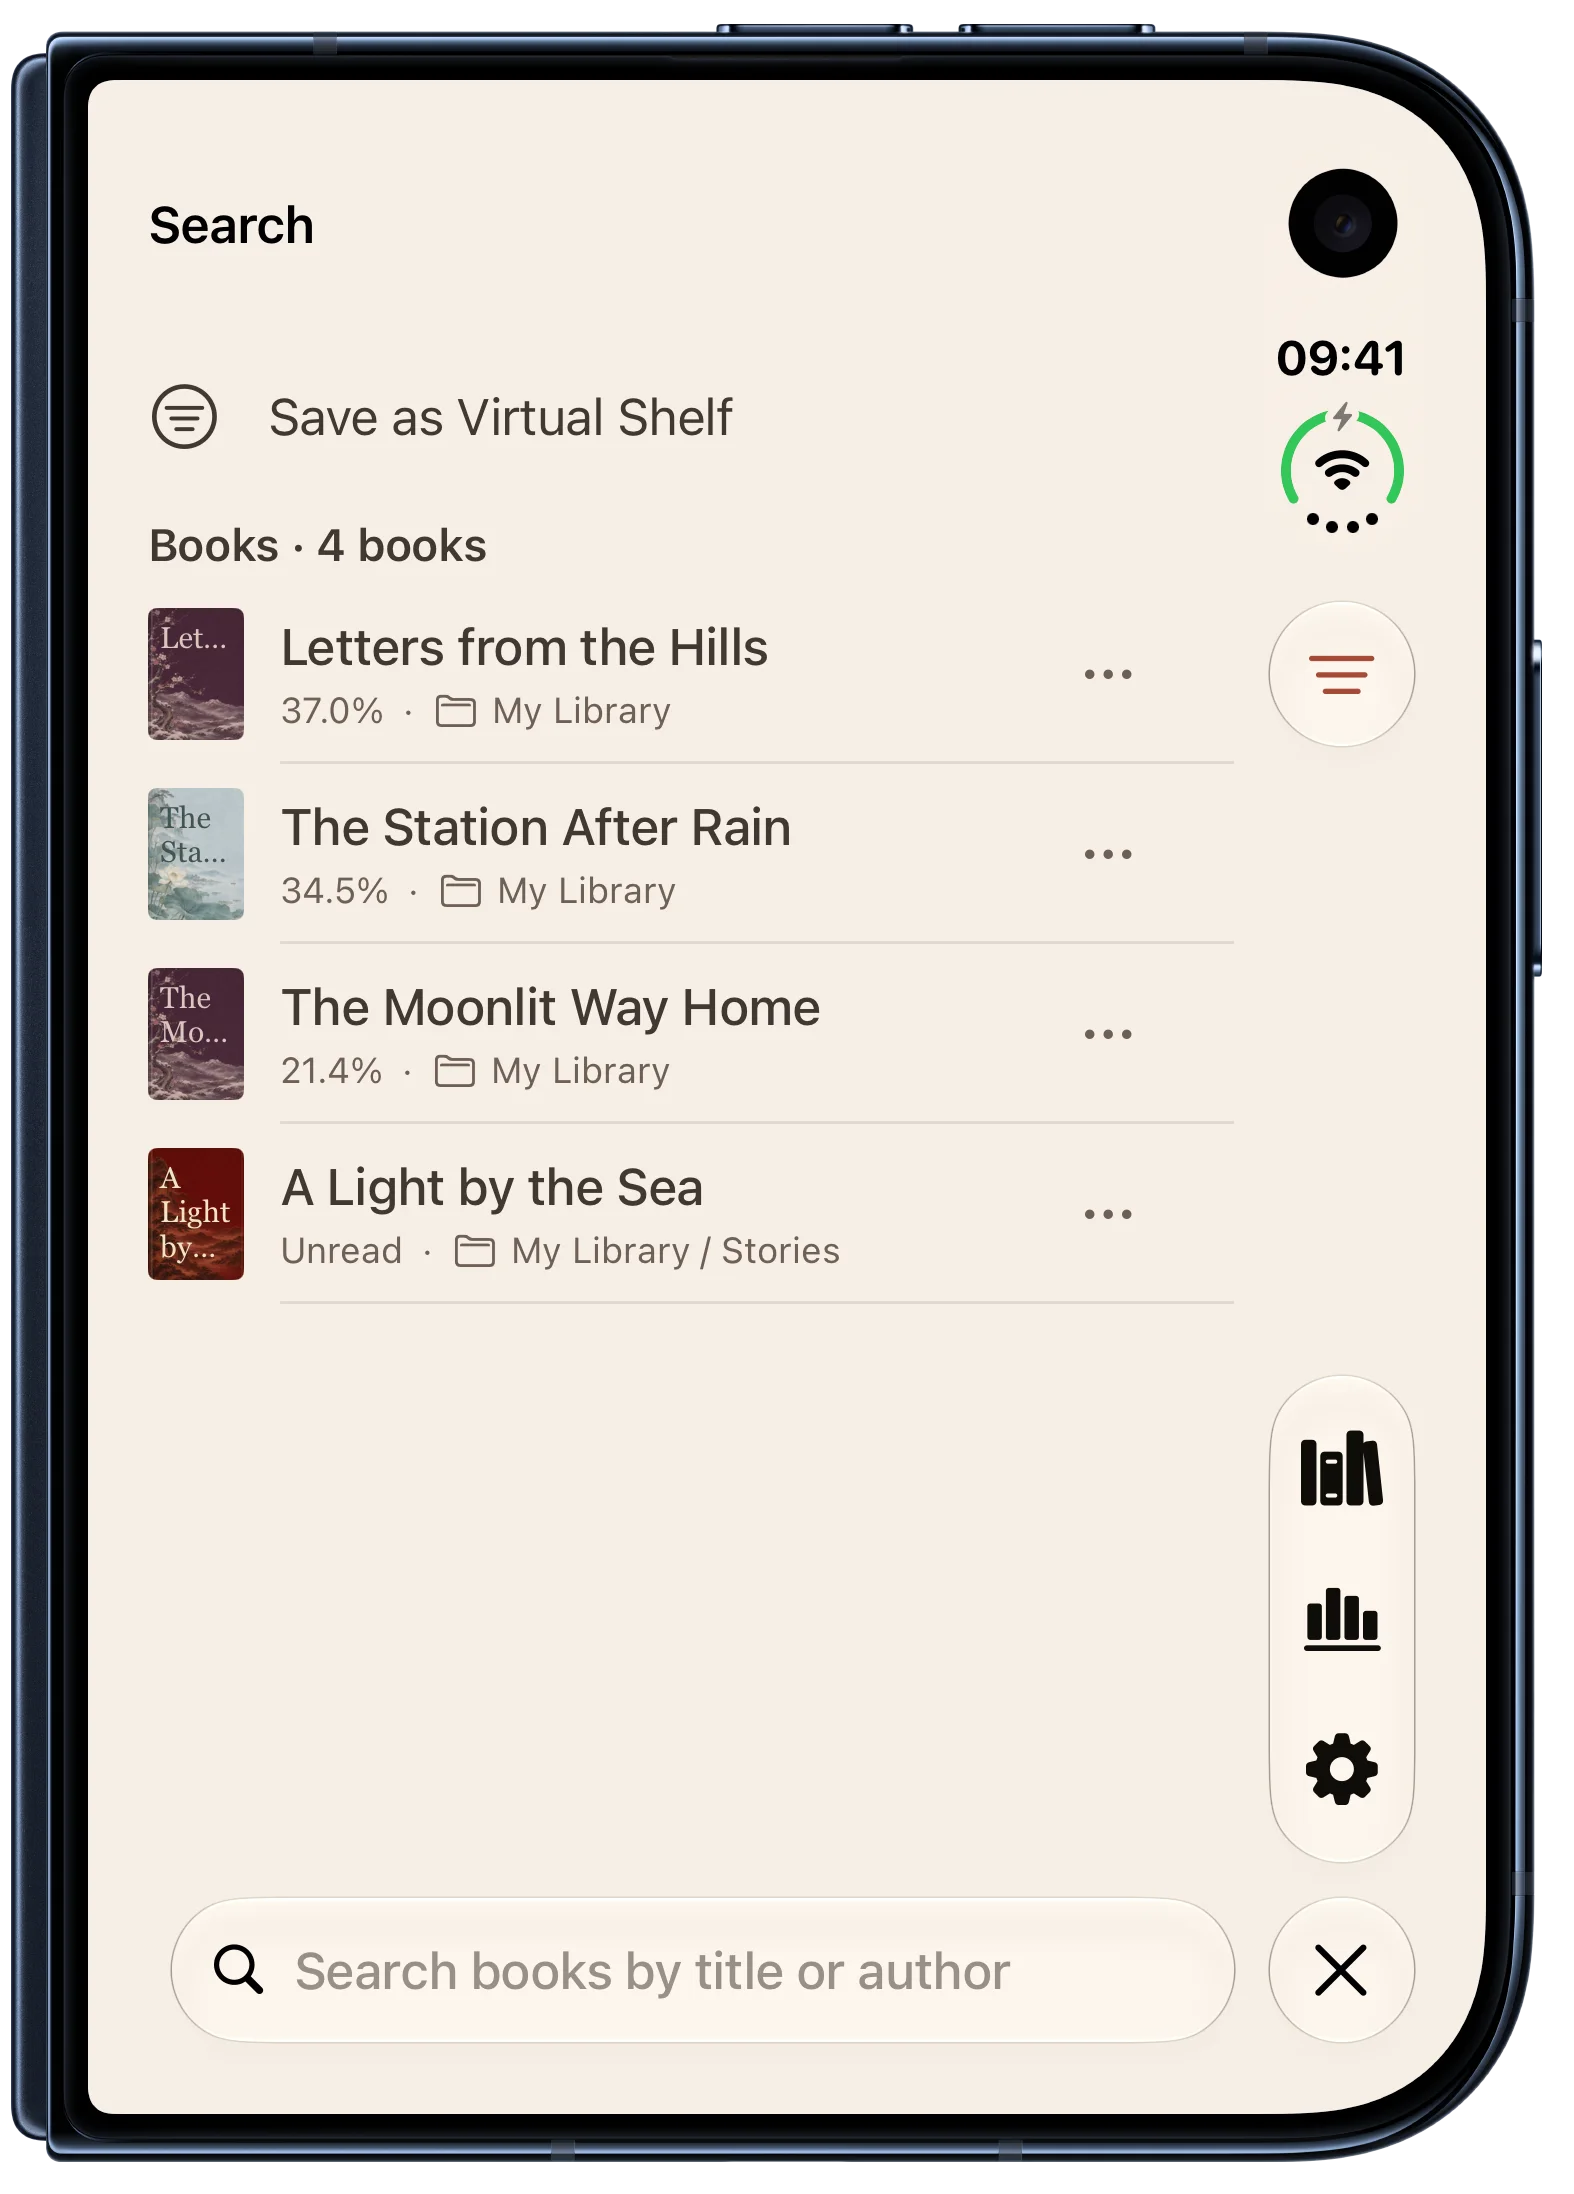 Search
09:41
Save as Virtual Shelf
Books · 4 books
Let...
Letters from the Hills
37.0% · My Library
The
Sta...
The Station After Rain
34.5% · My Library
The
Mo...
The Moonlit Way Home
21.4% · My Library
A
Light
by...
A Light by the Sea
Unread · My Library / Stories
Search books by title or author